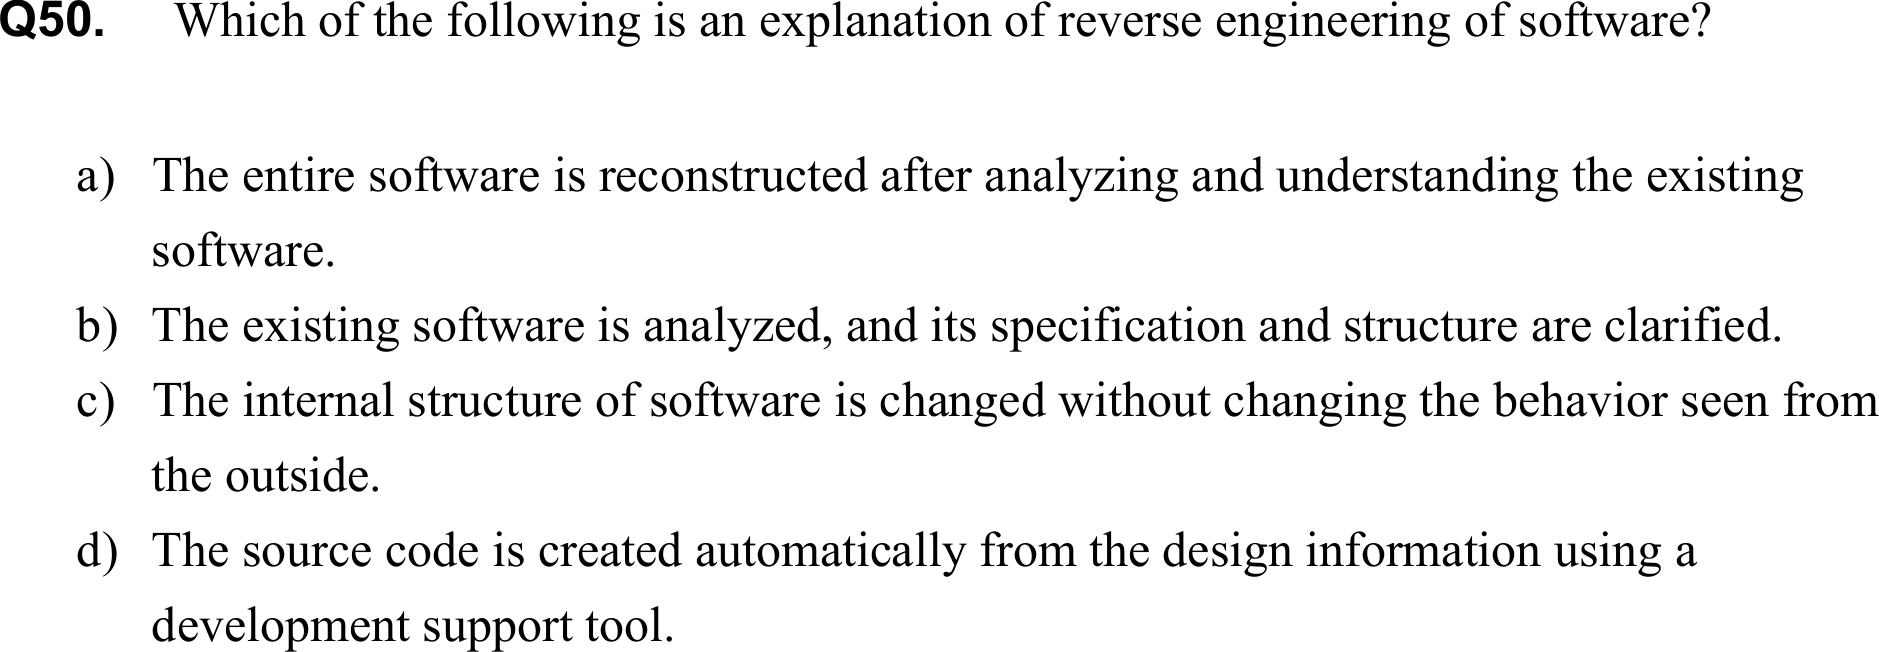 Q50. Which of the following is an explanation of reverse engineering of software?
a) The entire software is reconstructed after analyzing and understanding the existing
software.
b) The existing software is analyzed, and its specification and structure are clarified.
c) The internal structure of software is changed without changing the behavior seen from
the outside.
d) The source code is created automatically from the design information using a
development support tool.